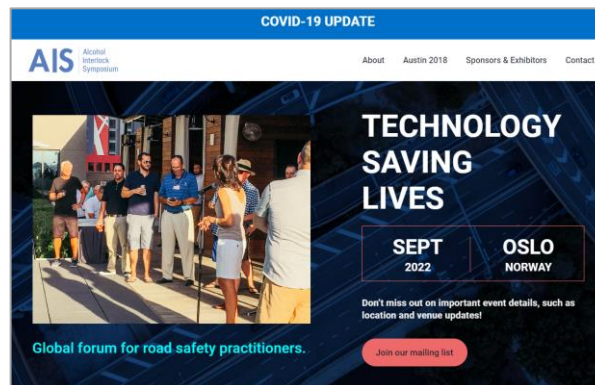 COVID-19 UPDATE
AIS
Alcohol
Interlock
Symposium
About
Austin 2018
Sponsors & Exhibitors
Contact
TECHNOLOGY
SAVING
LIVES
SEPT
2022
OSLO
NORWAY
Don't miss out on important event details, such as
location and venue updates!
Global forum for road safety practitioners.
Join our mailing list